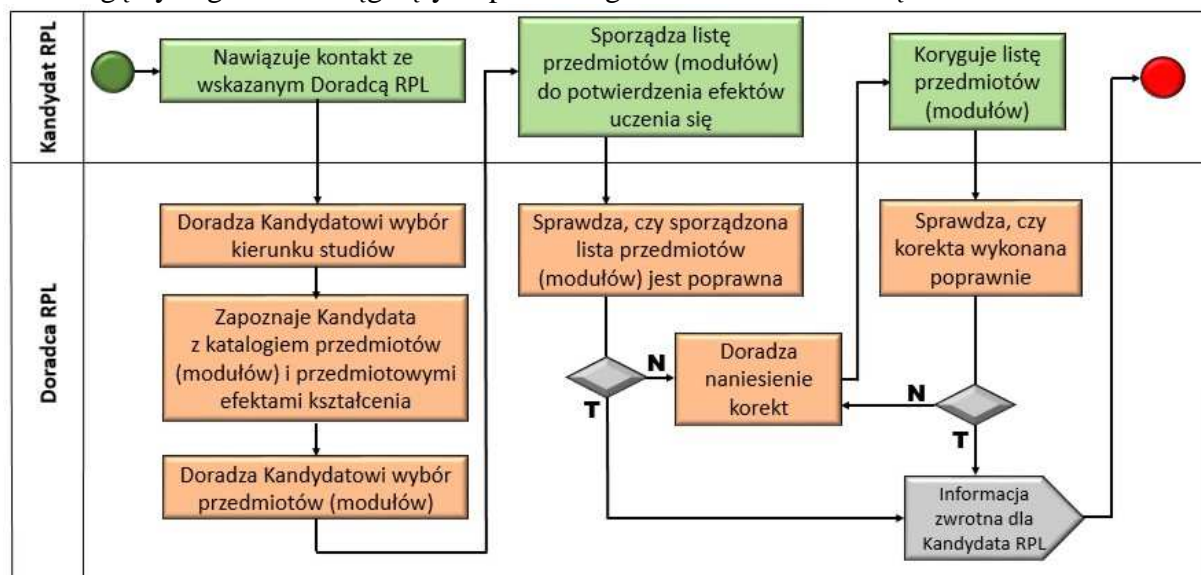 Kandydat RPL
Nawiązuje kontakt ze
wskazanym Doradcą RPL
Sporządza listę
przedmiotów (modułów)
do potwierdzenia efektów
uczenia się
Koryguje listę
przedmiotów
(modułów)
Doradca RPL
Doradza Kandydatowi wybór
kierunku studiów
Zapoznaje Kandydata
z katalogiem przedmiotów
(modułów) i przedmiotowymi
efektami kształcenia
Doradza Kandydatowi wybór
przedmiotów (modułów)
Sprawdza, czy sporządzona
lista przedmiotów
(modułów) jest poprawna
N
T
Doradza
naniesienie
korekt
Sprawdza, czy
korekta wykonana
poprawnie
N
T
Informacja
zwrotna dla
Kandydata RPL